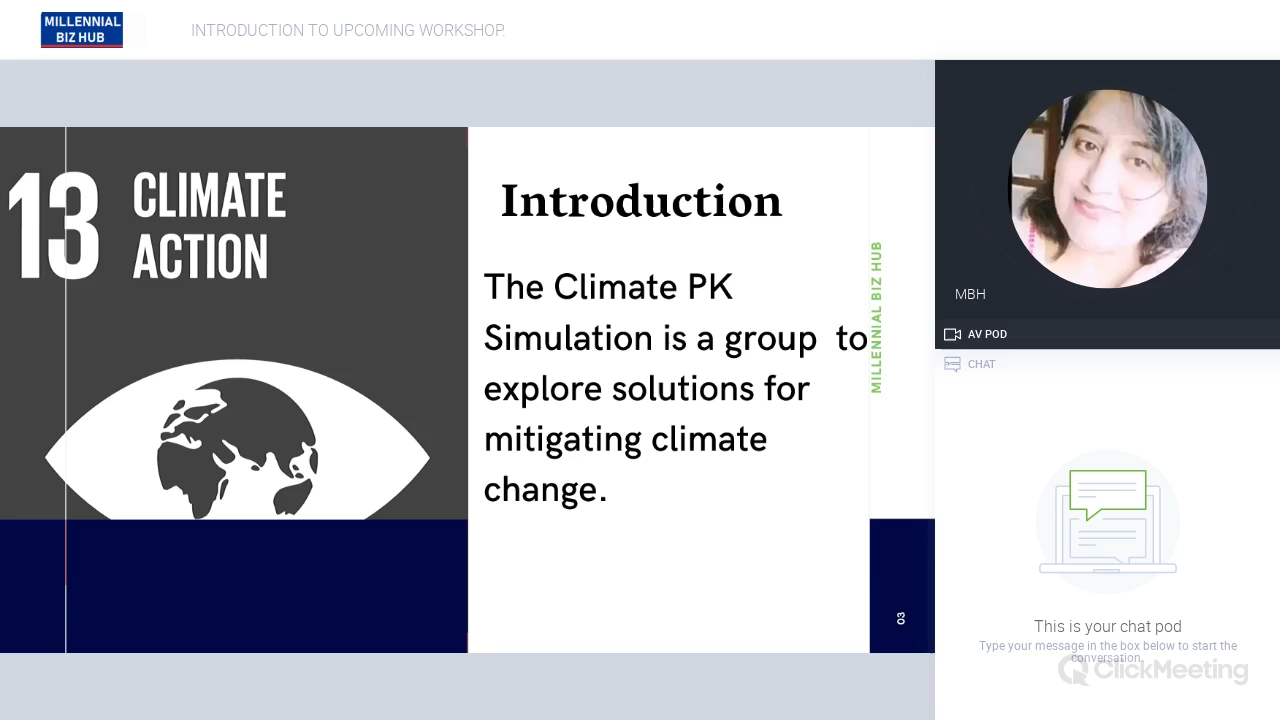 MILLENNIAL
BIZ HUB
INTRODUCTION TO UPCOMING WORKSHOP.
13 CLIMATE
ACTION
Introduction
The Climate PK
Simulation is a group to
explore solutions for
mitigating climate
change.
MILLENNIAL BIZ HUB
03
MBH
AV POD
CHAT
This is your chat pod
Type your message in the box below to start the
conversation.
ClickMeeting